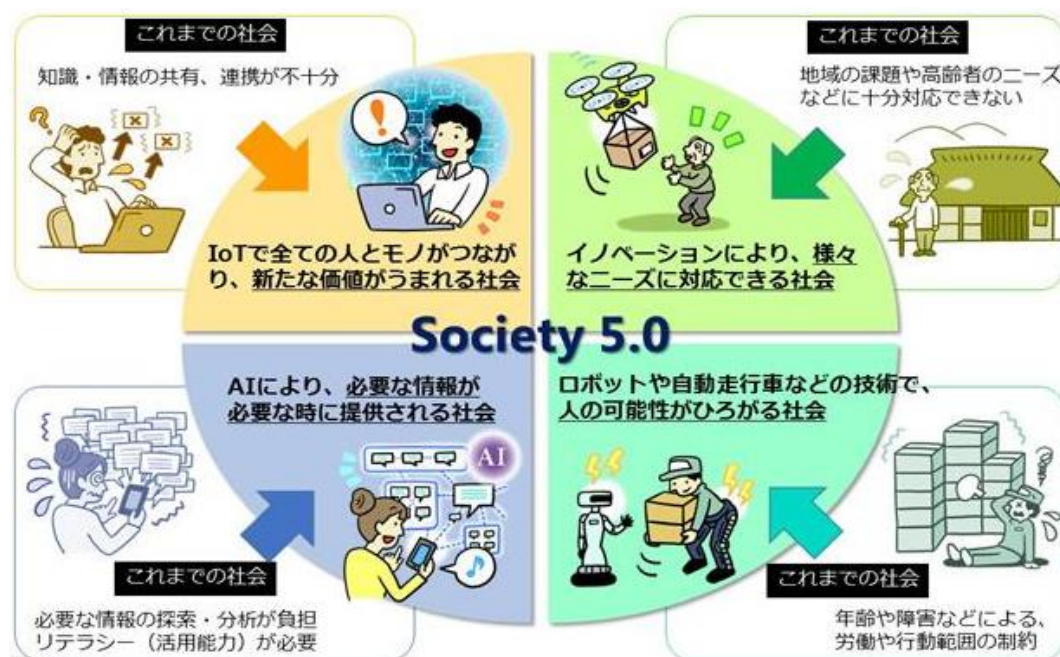 これまでの社会
知識・情報の共有、連携が不十分
?
!
IoTで全ての人とモノがつなが
り、新たな価値がうまれる社会
これまでの社会
地域の課題や高齢者のニーズ
などに十分対応できない
イノベーションにより、様々
なニーズに対応できる社会
Society 5.0
AIにより、必要な情報が
必要な時に提供される社会
AI
これまでの社会
必要な情報の探索・分析が負担
リテラシー（活用能力）が必要
ロボットや自動走行車などの技術で、
人の可能性がひろがる社会
これまでの社会
年齢や障害などによる、
労働や行動範囲の制約